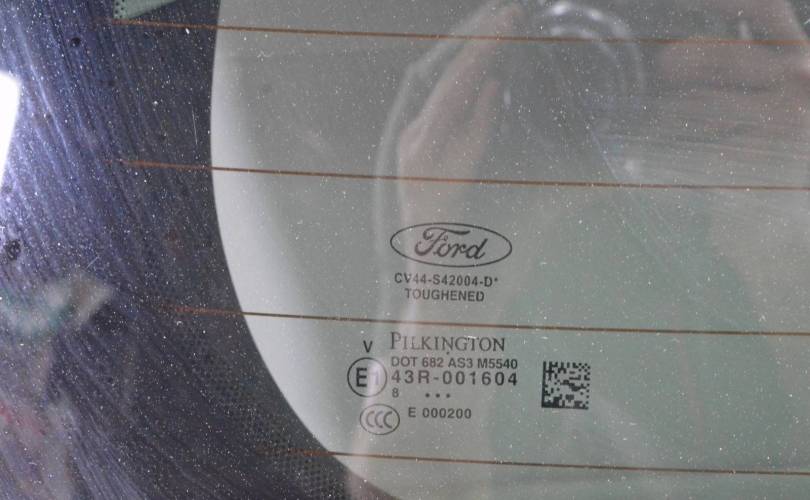 Ford
CV44-S42004-D*
TOUGHENED
V PILKINGTON
DOT 682 AS3 M5540
E1 43R-001604
8 ...
CCC E 000200